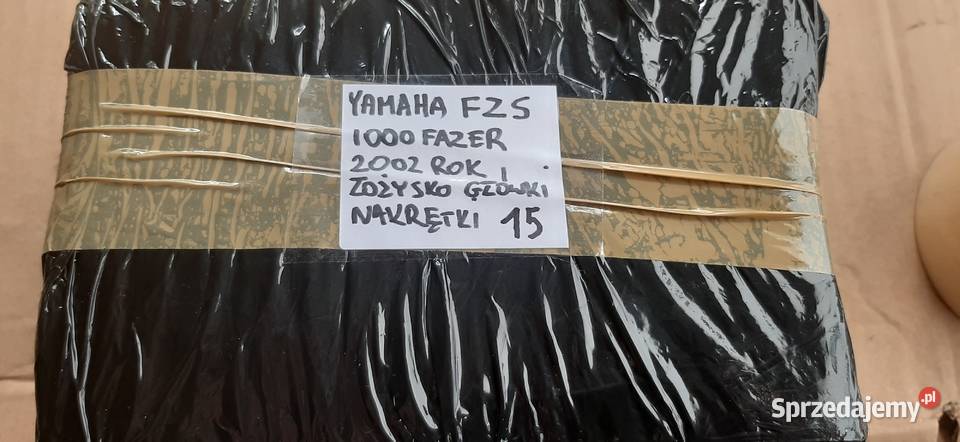 YAMAHA FZS
1000 FAZER
2002 ROK
ŁOŻYSKO GŁÓWKI
NAKRĘTKI 15
Sprzedajemy.pl